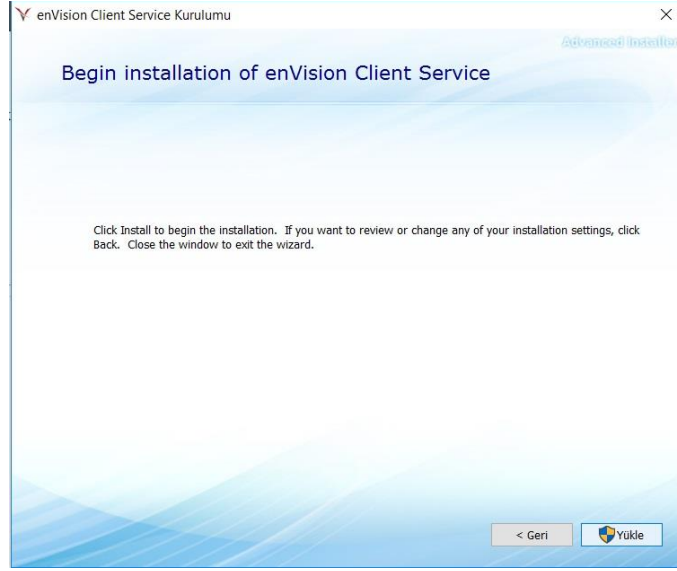 enVision Client Service Kurulumu
Advanced Installer
Begin installation of enVision Client Service
Click Install to begin the installation.  If you want to review or change any of your installation settings, click
Back.  Close the window to exit the wizard.
< Geri
Yükle